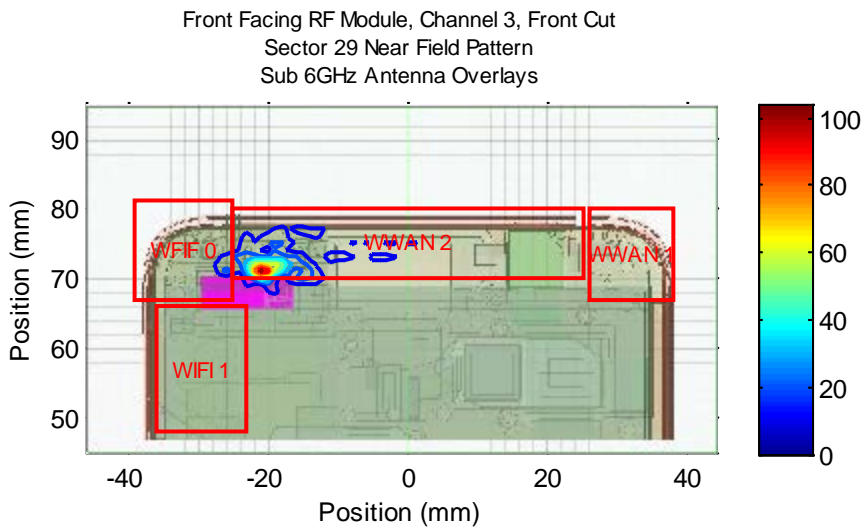 Front Facing RF Module, Channel 3, Front Cut
Sector 29 Near Field Pattern
Sub 6GHz Antenna Overlays
90
80
70
60
50
Position (mm)
WFIF 0
WWAN 2
WWAN 1
WIFI 1
-40
-20
0
20
40
Position (mm)
100
80
60
40
20
0